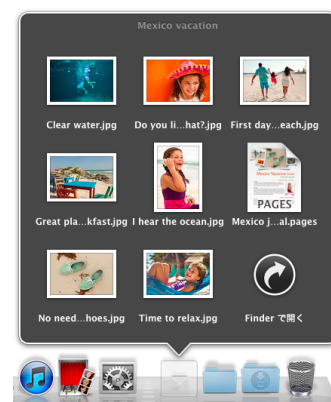 Mexico vacation
Clear water.jpg
Do you li...hat?.jpg
First day...each.jpg
Great pla...kfast.jpg
I hear the ocean.jpg
Mexico j...al.pages
PAGES
No need...hoes.jpg
Time to relax.jpg
Finder で開く